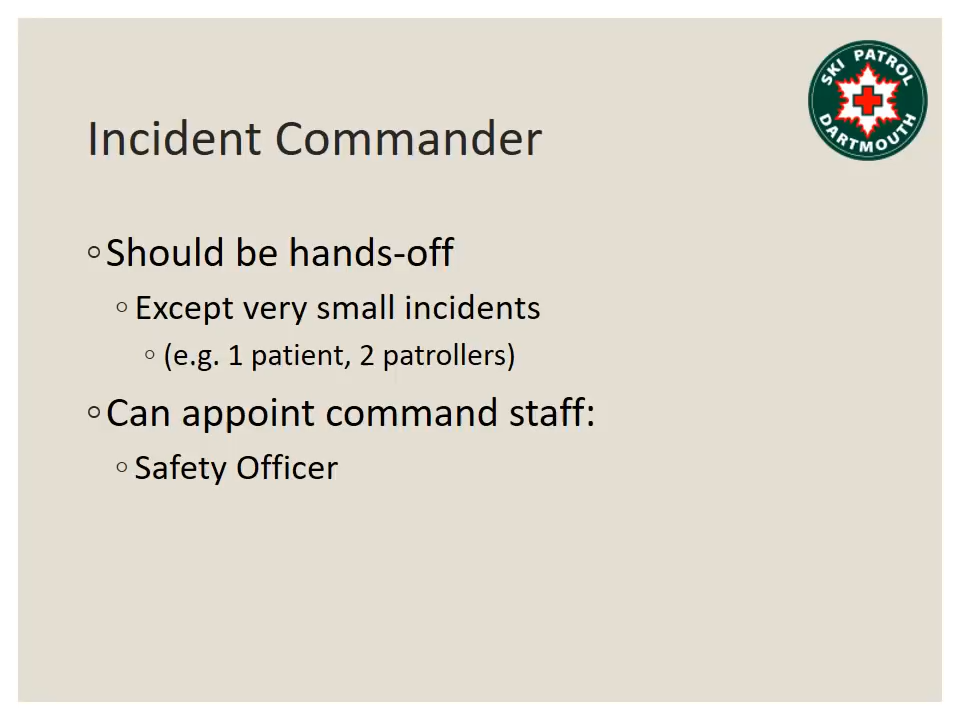 SKI PATROL
DARTMOUTH
Incident Commander
◦Should be hands-off
◦Except very small incidents
◦(e.g. 1 patient, 2 patrollers)
◦Can appoint command staff:
◦Safety Officer